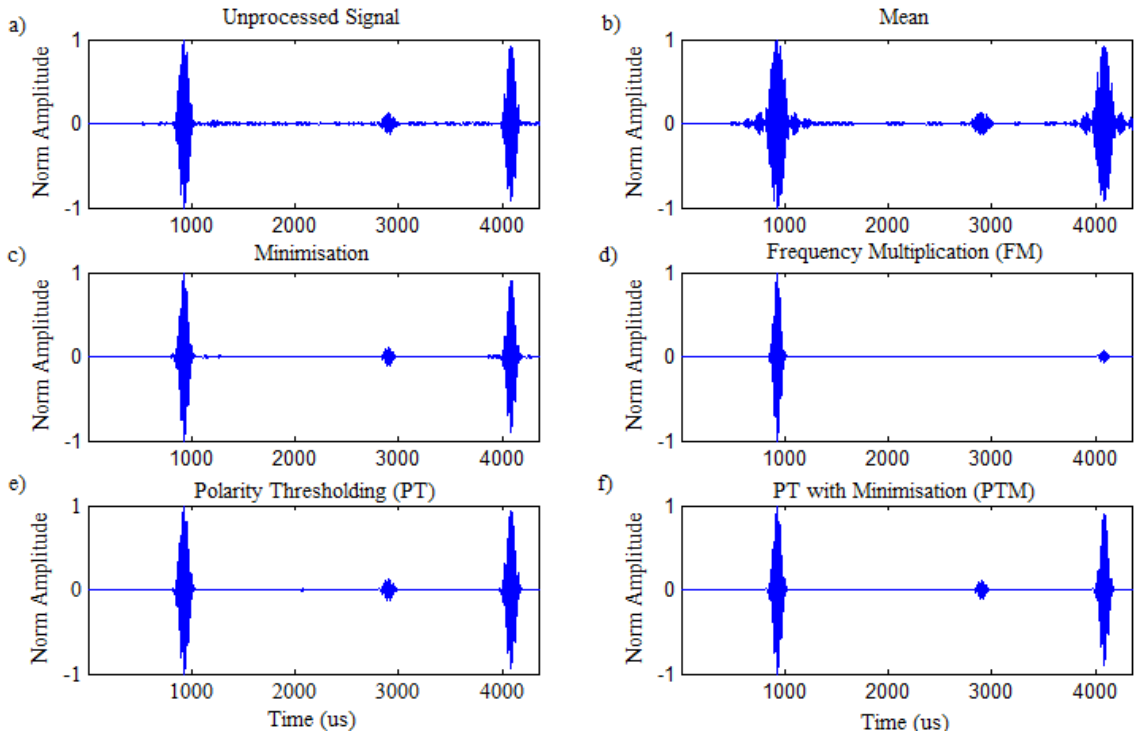 a)
Unprocessed Signal
Norm Amplitude
1
0
-1
1000 2000 3000 4000
b)
Mean
Norm Amplitude
1
0
-1
1000 2000 3000 4000
c)
Minimisation
Norm Amplitude
1
0
-1
1000 2000 3000 4000
d)
Frequency Multiplication (FM)
Norm Amplitude
1
0
-1
1000 2000 3000 4000
e)
Polarity Thresholding (PT)
Norm Amplitude
1
0
-1
1000 2000 3000 4000
Time (us)
f)
PT with Minimisation (PTM)
Norm Amplitude
1
0
-1
1000 2000 3000 4000
Time (us)